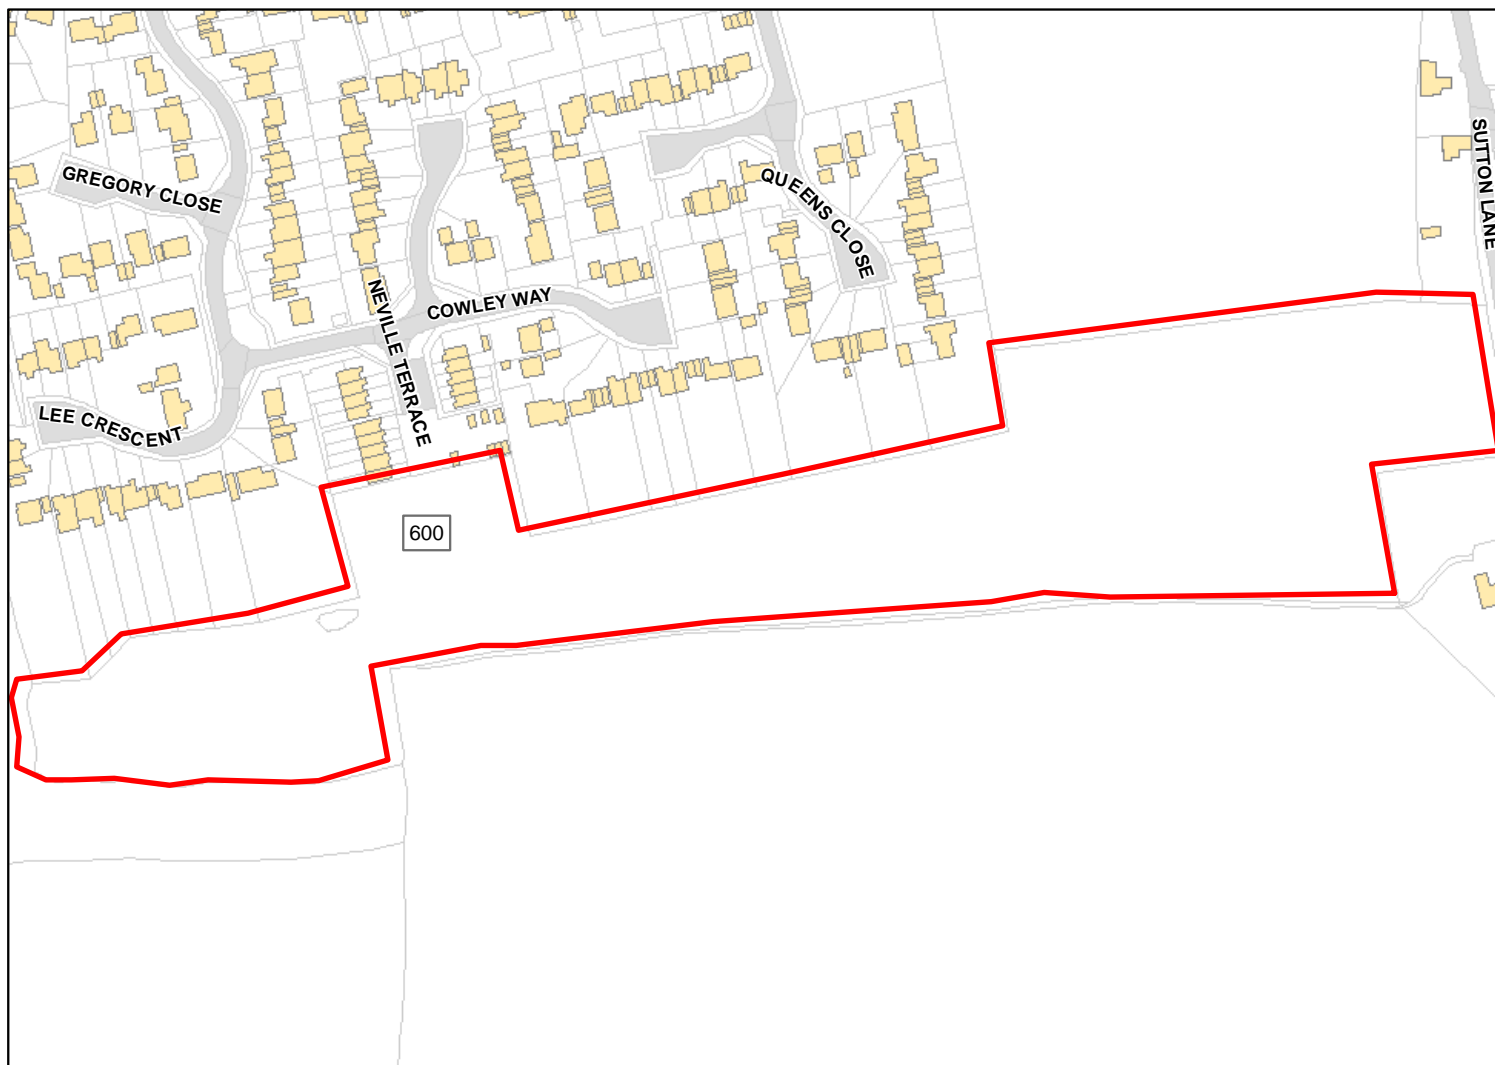 SUTTON LANE
GREGORY CLOSE
QUEENS CLOSE
COWLEY WAY
NEVILLE TERRACE
LEE CRESCENT
600